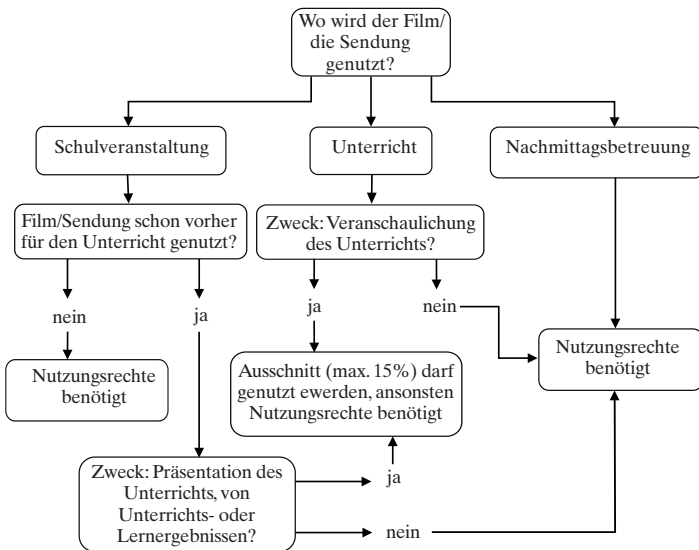 Wo wird der Film/
die Sendung
genutzt?
Schulveranstaltung
Unterricht
Nachmittagsbetreuung
Film/Sendung schon vorher
für den Unterricht genutzt?
Zweck: Veranschaulichung
des Unterrichts?
nein
ja
ja
nein
Nutzungsrechte
benötigt
Ausschnitt (max. 15%) darf
genutzt ewerden, ansonsten
Nutzungsrechte benötigt
Nutzungsrechte
benötigt
Zweck: Präsentation des
Unterrichts, von
Unterrichts- oder
Lernergebnissen?
ja
nein